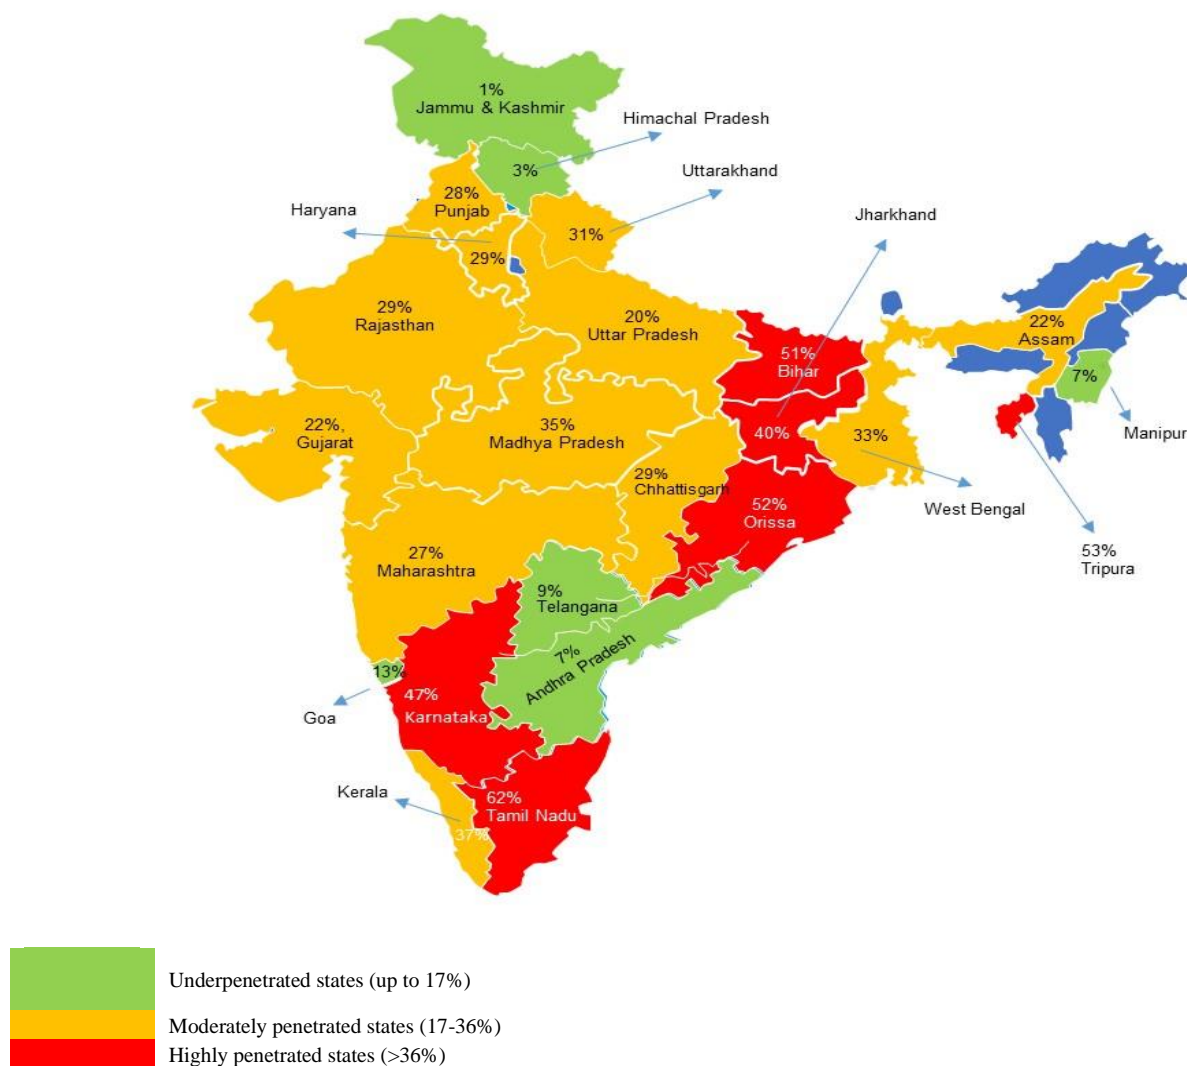 1%
Jammu & Kashmir
Himachal Pradesh
3%
Uttarakhand
28%
Punjab
Haryana
Jharkhand
31%
29%
29%
Rajasthan
20%
Uttar Pradesh
22%
Assam
51%
Bihar
7%
22%,
Gujarat
35%
Madhya Pradesh
40%
33%
Manipur
29%
Chhattisgarh
52%
Orissa
West Bengal
53%
Tripura
27%
Maharashtra
9%
Telangana
7%
Andhra Pradesh
13%
Goa
47%
Karnataka
Kerala
62%
Tamil Nadu
37%
Underpenetrated states (up to 17%)
Moderately penetrated states (17-36%)
Highly penetrated states (>36%)